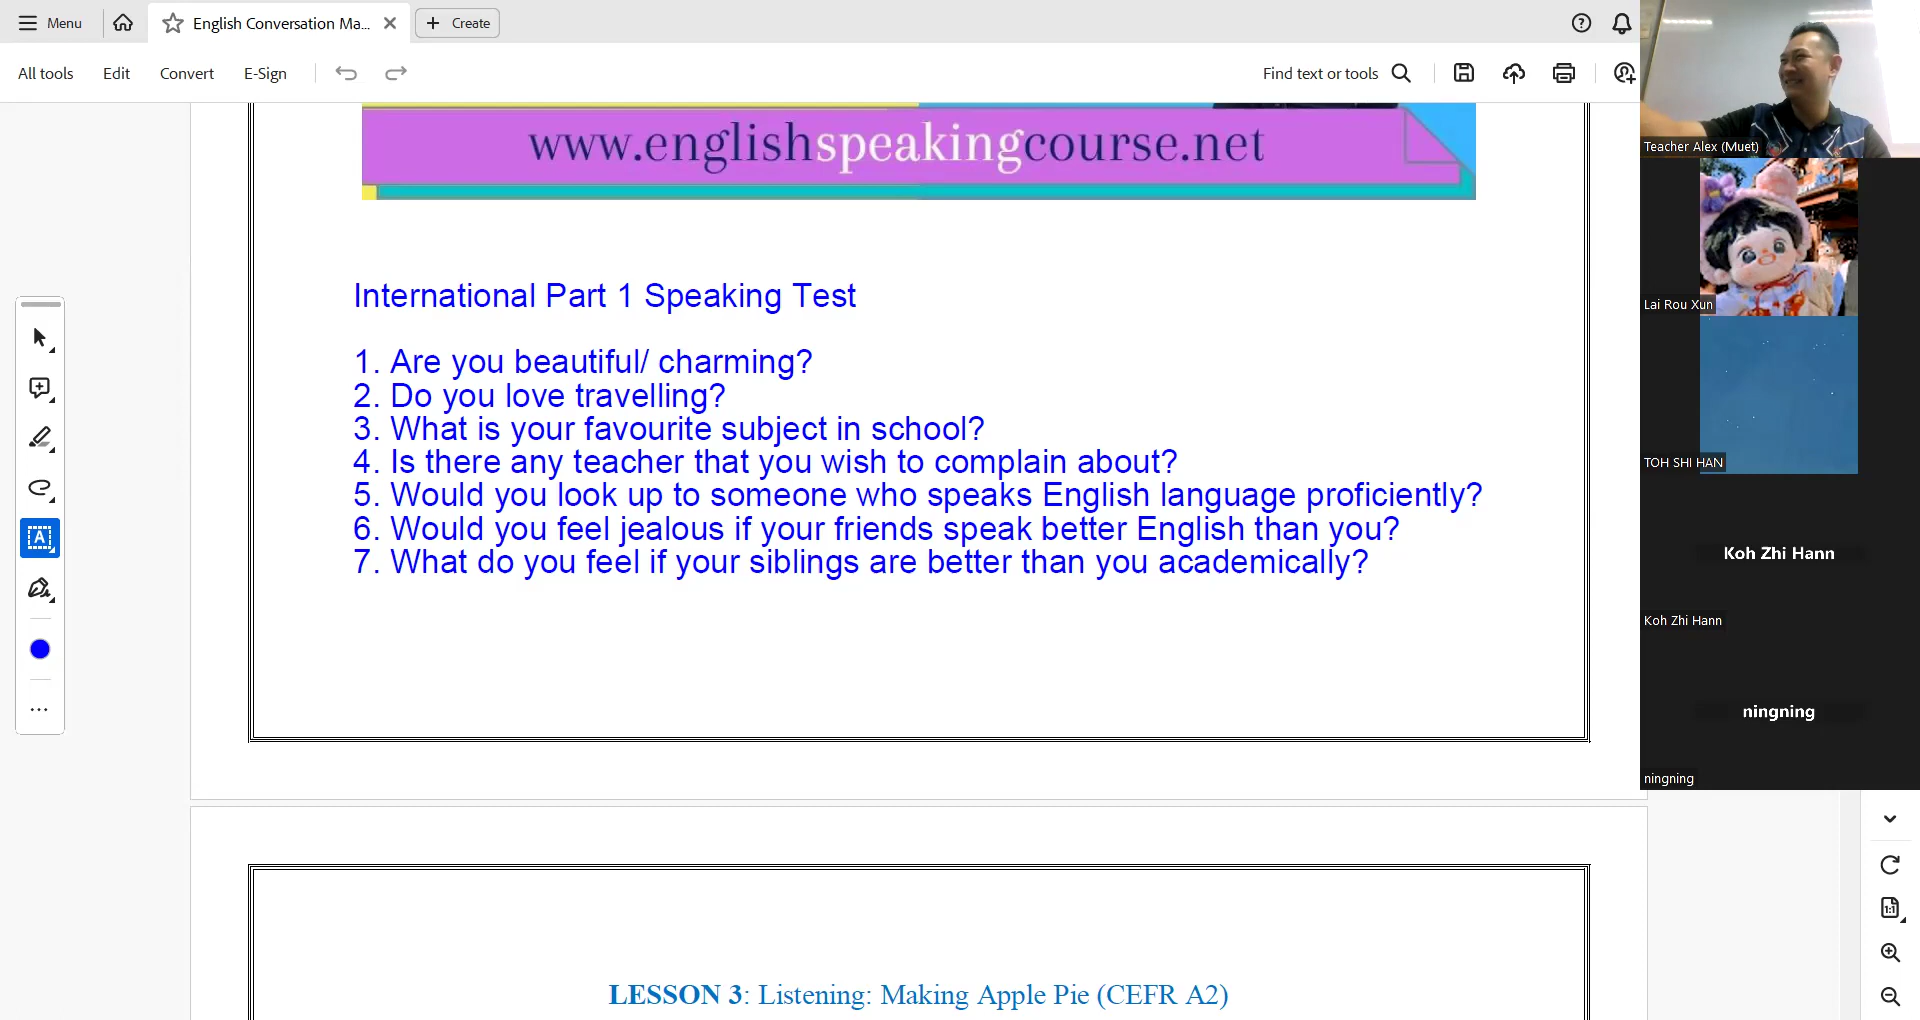 Menu
English Conversation Ma...
Create
All tools
Edit
Convert
E-Sign
Find text or tools
www.englishspeakingcourse.net
International Part 1 Speaking Test
1. Are you beautiful/ charming?
2. Do you love travelling?
3. What is your favourite subject in school?
4. Is there any teacher that you wish to complain about?
5. Would you look up to someone who speaks English language proficiently?
6. Would you feel jealous if your friends speak better English than you?
7. What do you feel if your siblings are better than you academically?
LESSON 3: Listening: Making Apple Pie (CEFR A2)
Teacher Alex (Muet)
Lai Rou Xun
TOH SHI HAN
Koh Zhi Hann
Koh Zhi Hann
ningning
ningning